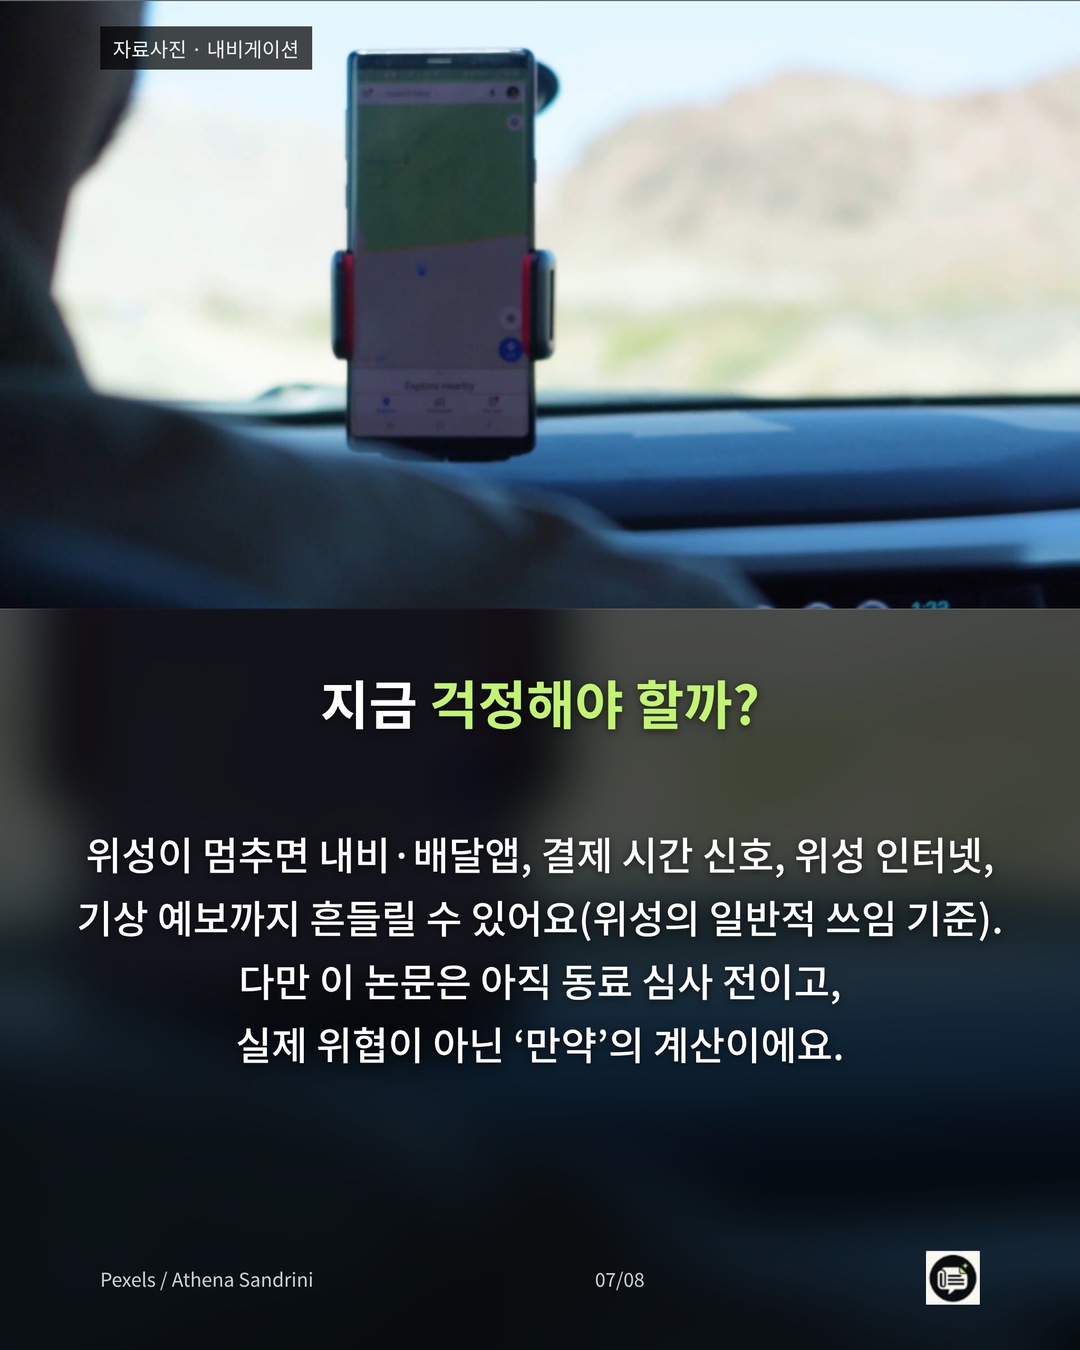 자료사진 · 내비게이션
Explore nearby
1:22
지금 걱정해야 할까?
위성이 멈추면 내비·배달앱, 결제 시간 신호, 위성 인터넷,
기상 예보까지 흔들릴 수 있어요(위성의 일반적 쓰임 기준).
다만 이 논문은 아직 동료 심사 전이고,
실제 위협이 아닌 ‘만약’의 계산이에요.
Pexels / Athena Sandrini
07/08